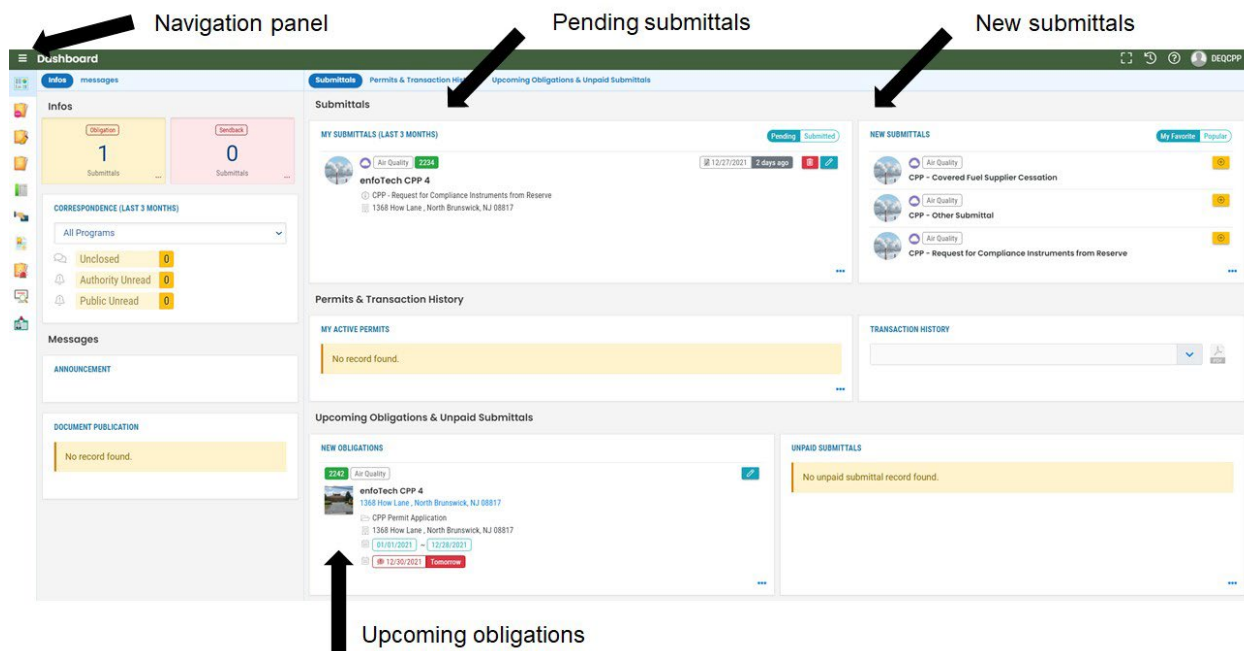 Navigation panel
Pending submittals
New submittals
Dashboard
DEQCPP
Infos messages
Submittals Permits & Transaction History Upcoming Obligations & Unpaid Submittals
Infos
Obligation
1
Submittals
...
Sendback
0
Submittals
...
CORRESPONDENCE (LAST 3 MONTHS)
All Programs
Unclosed 0
Authority Unread 0
Public Unread 0
Messages
ANNOUNCEMENT
DOCUMENT PUBLICATION
No record found.
Submittals
MY SUBMITTALS (LAST 3 MONTHS)
Pending Submitted
Air Quality 2234
12/27/2021 2 days ago
enfoTech CPP 4
CPP - Request for Compliance Instruments from Reserve
1368 How Lane , North Brunswick, NJ 08817
NEW SUBMITTALS
My Favorite Popular
Air Quality
CPP - Covered Fuel Supplier Cessation
Air Quality
CPP - Other Submittal
Air Quality
CPP - Request for Compliance Instruments from Reserve
Permits & Transaction History
MY ACTIVE PERMITS
No record found.
TRANSACTION HISTORY
Upcoming Obligations & Unpaid Submittals
NEW OBLIGATIONS
2242 Air Quality
enfoTech CPP 4
1368 How Lane , North Brunswick, NJ 08817
CPP Permit Application
1368 How Lane , North Brunswick, NJ 08817
01/01/2021 ~ 12/28/2021
12/30/2021 Tomorrow
UNPAID SUBMITTALS
No unpaid submittal record found.
Upcoming obligations